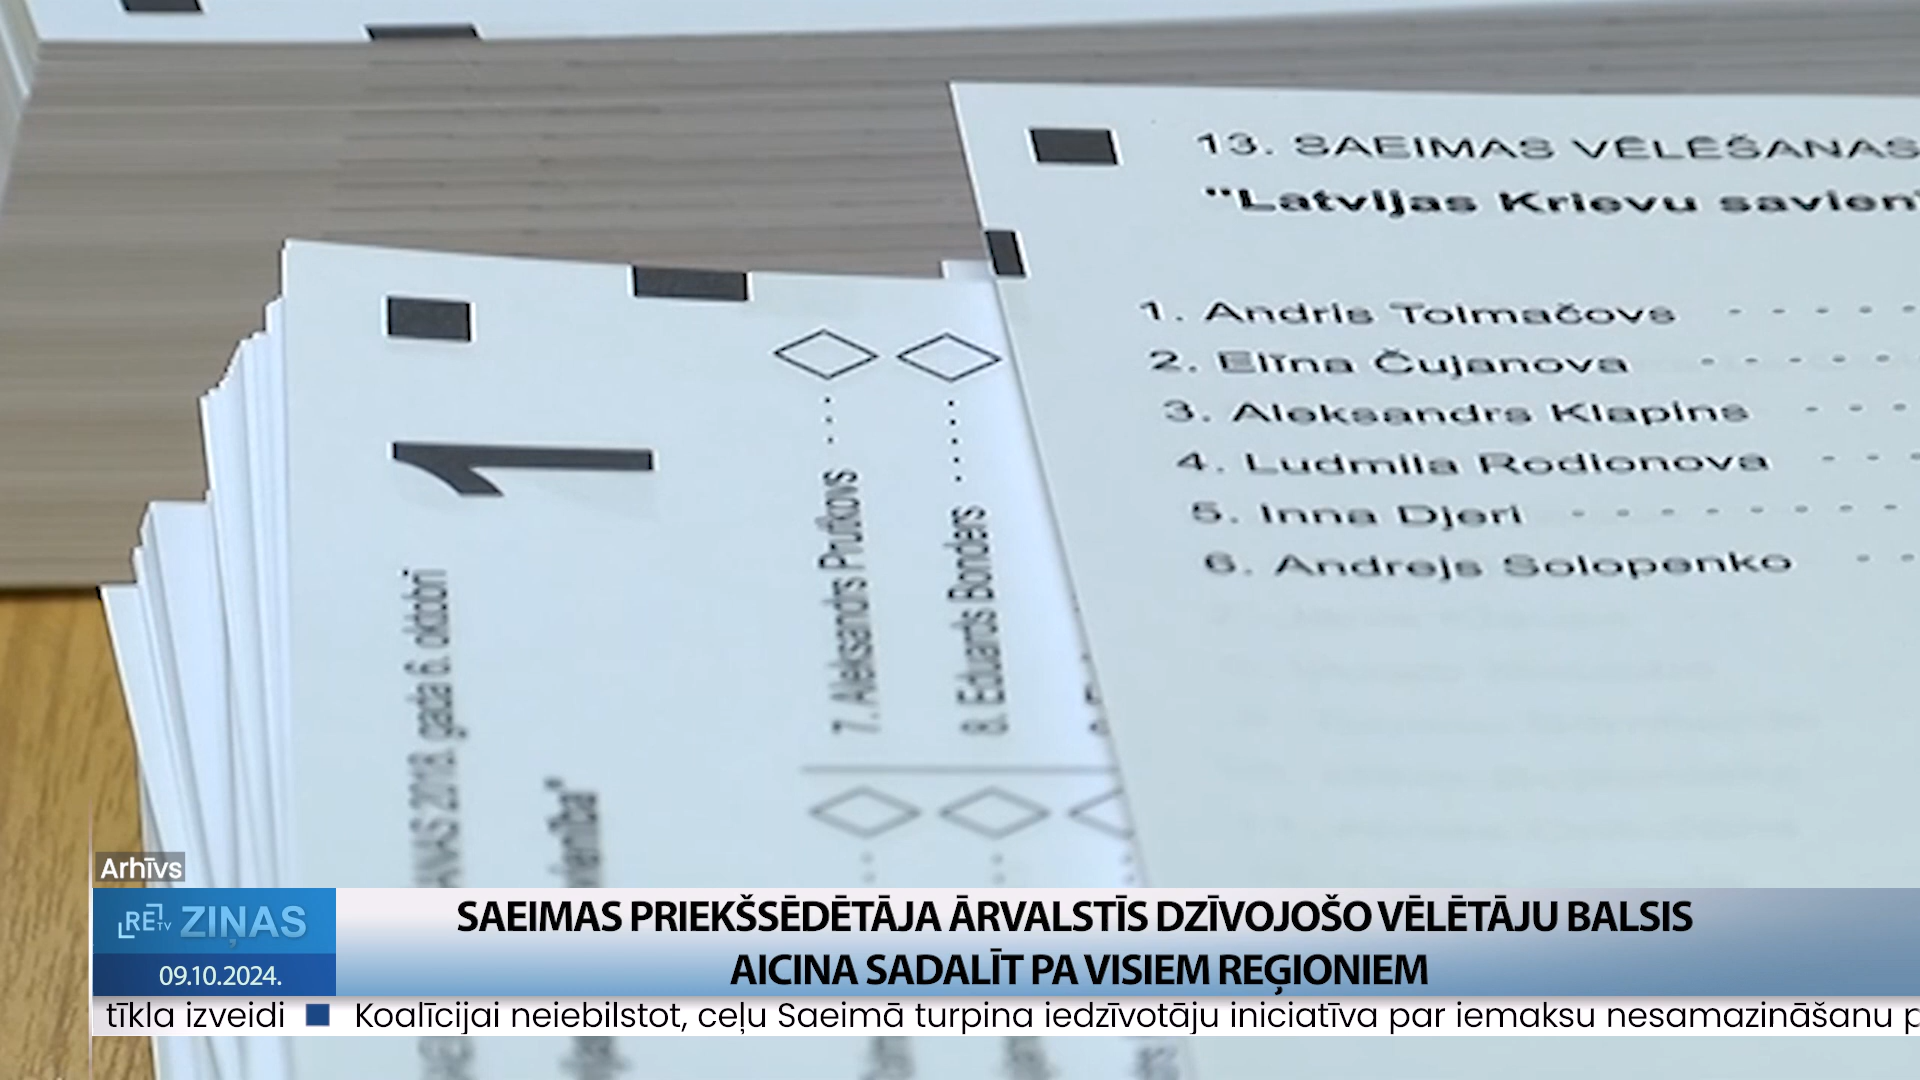 13. SAEIMAS VĒLĒŠANAS
"Latvijas Krievu savien
1. Andris Tolmačovs
2. Elīna Čujanova
3. Aleksandrs Klapins
4. Ludmila Rodionova
5. Inna Djeri
6. Andrejs Solopenko
1
ANAS 2018. gada 6. oktobrī
vienība"
7. Aleksandrs Prutkovs
8. Eduards Bonders
Arhīvs
RE TV ZIŅAS
09.10.2024.
SAEIMAS PRIEKŠSĒDĒTĀJA ĀRVALSTĪS DZĪVOJOŠO VĒLĒTĀJU BALSIS
AICINA SADALĪT PA VISIEM REĢIONIEM
tīkla izveidi ■ Koalīcijai neiebilstot, ceļu Saeimā turpina iedzīvotāju iniciatīva par iemaksu nesamazināšanu p